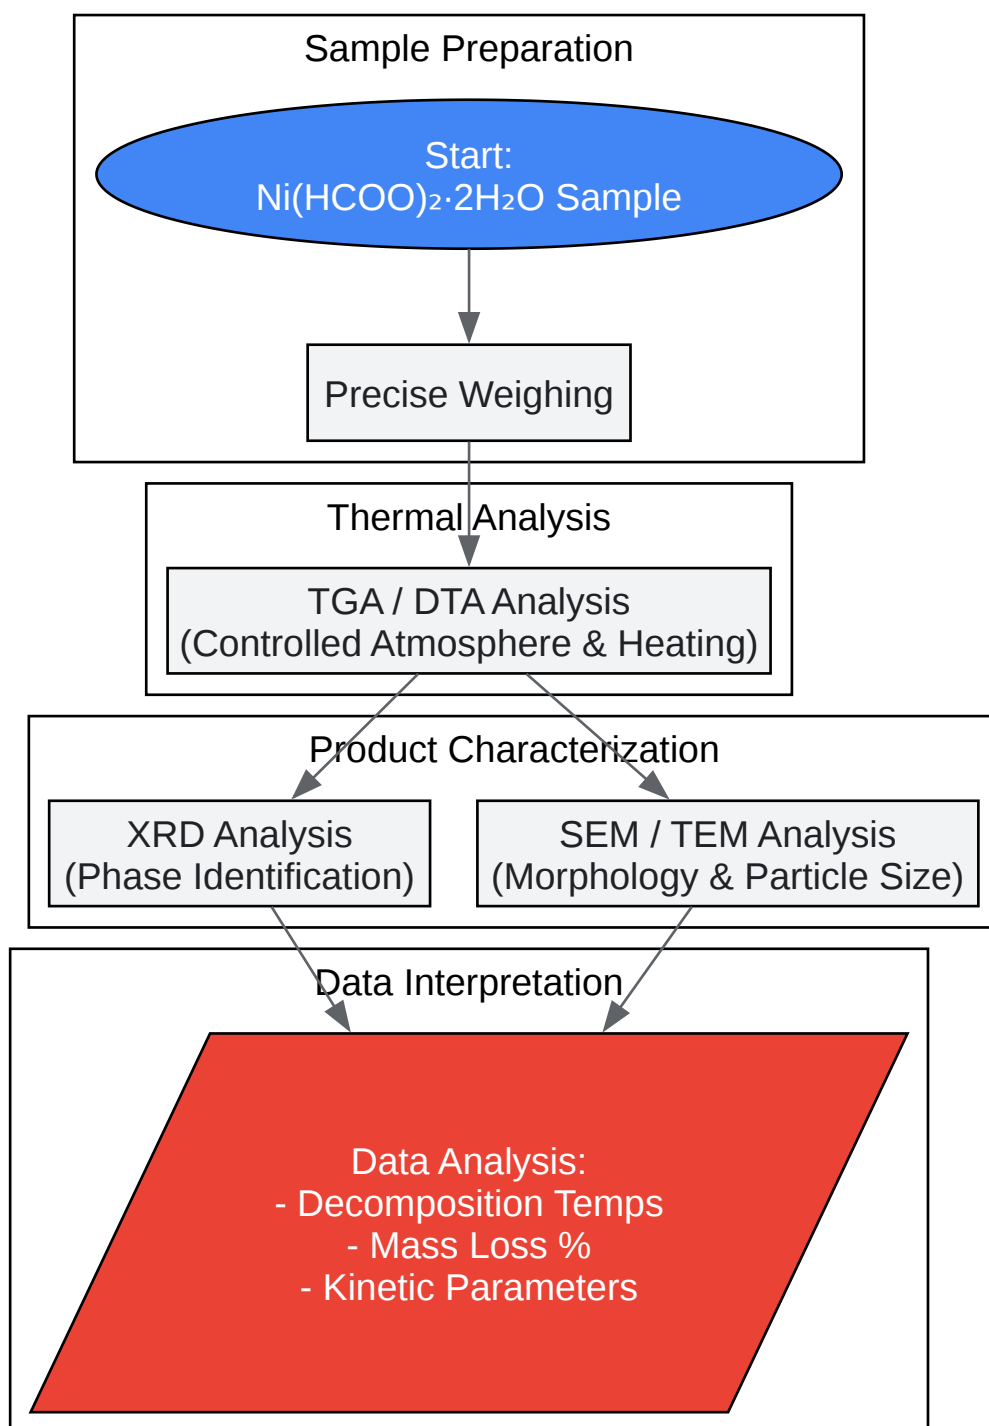 Sample Preparation
Start:
Ni(HCOO)₂·2H₂O Sample
Precise Weighing
Thermal Analysis
TGA / DTA Analysis
(Controlled Atmosphere & Heating)
Product Characterization
XRD Analysis
(Phase Identification)
SEM / TEM Analysis
(Morphology & Particle Size)
Data Interpretation
Data Analysis:
- Decomposition Temps
- Mass Loss %
- Kinetic Parameters